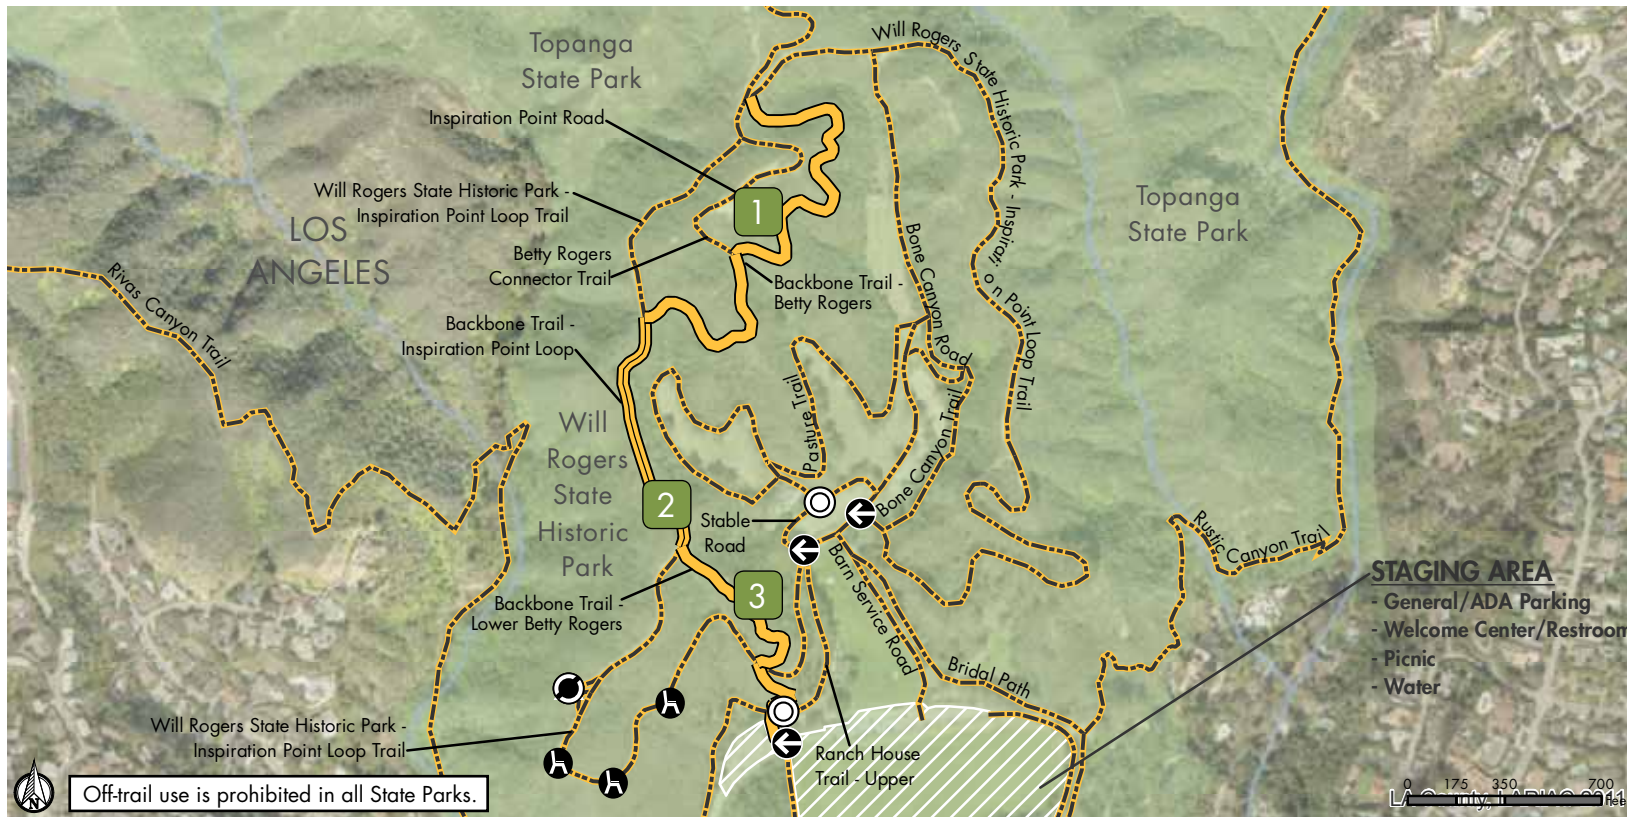 Topanga
State Park
Will Rogers State Historic Park - Inspiration Point Loop Trail
Inspiration Point Road
Will Rogers State Historic Park -
Inspiration Point Loop Trail
LOS
ANGELES
1
Topanga
State Park
Betty Rogers
Connector Trail
Bone Canyon Road
Rivas Canyon Trail
Backbone Trail -
Betty Rogers
Backbone Trail -
Inspiration Point Loop
Pasture Trail
Bone Canyon Trail
Will
Rogers
State
Historic
Park
2
Stable
Road
Rustic Canyon Trail
Barn Service Road
3
Backbone Trail -
Lower Betty Rogers
STAGING AREA
- General/ADA Parking
- Welcome Center/Restroom
- Picnic
- Water
Bridal Path
Will Rogers State Historic Park -
Inspiration Point Loop Trail
Ranch House
Trail - Upper
N
Off-trail use is prohibited in all State Parks.
0 175 350 700
Feet
LA County, LARIAC 2011